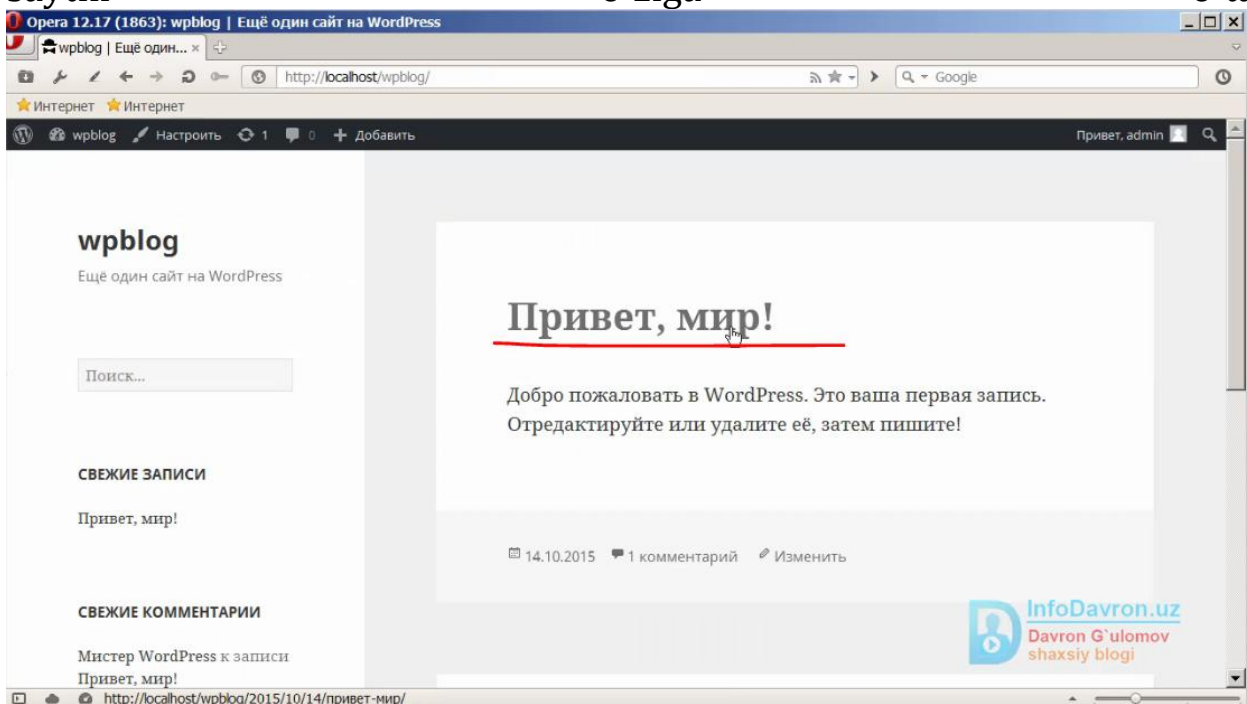 Opera 12.17 (1863): wpblog | Ещё один сайт на WordPress
wpblog | Ещё один...
http://localhost/wpblog/
Google
Интернет Интернет
wpblog Настроить 1 0 + Добавить Привет, admin
wpblog
Ещё один сайт на WordPress
Привет, мир!
Поиск...
Добро пожаловать в WordPress. Это ваша первая запись.
Отредактируйте или удалите её, затем пишите!
СВЕЖИЕ ЗАПИСИ
Привет, мир!
14.10.2015 1 комментарий Изменить
СВЕЖИЕ КОММЕНТАРИИ
Мистер WordPress к записи
Привет, мир!
InfoDavron.uz
Davron G`ulomov
shaxsiy blogi
http://localhost/wpblog/2015/10/14/привет-мир/